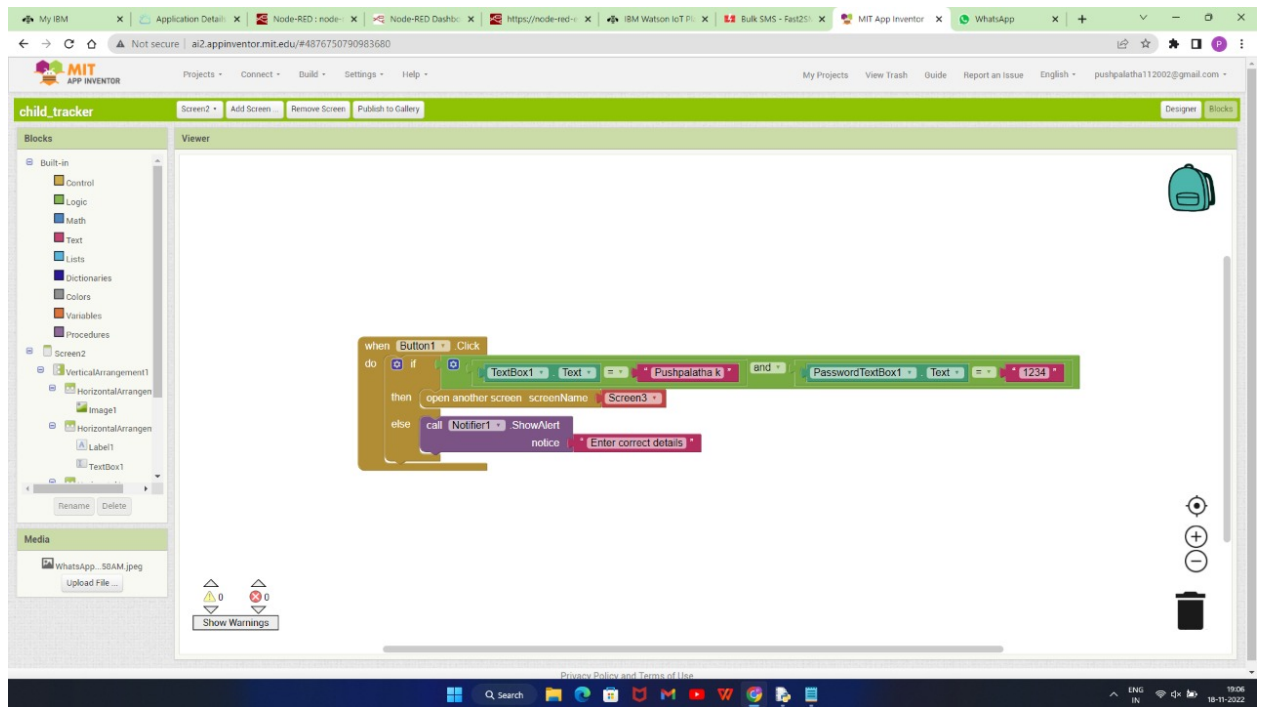 My IBM
Application Details
Node-RED : node-
Node-RED Dashbo
https://node-red-
IBM Watson IoT Pl
Bulk SMS - Fast2S
MIT App Inventor
WhatsApp
Not secure | ai2.appinventor.mit.edu/#4876750790983680
MIT
APP INVENTOR
Projects
Connect
Build
Settings
Help
My Projects
View Trash
Guide
Report an Issue
English
pushpalatha112002@gmail.com
child_tracker
Screen2
Add Screen ...
Remove Screen
Publish to Gallery
Designer
Blocks
Blocks
Viewer
Built-in
Control
Logic
Math
Text
Lists
Dictionaries
Colors
Variables
Procedures
Screen2
VerticalArrangement1
HorizontalArrangen
Image1
HorizontalArrangen
Label1
TextBox1
Rename
Delete
Media
WhatsApp...50AM.jpeg
Upload File ...
when Button1 .Click
do if TextBox1 . Text = " Pushpalatha k " and PasswordTextBox1 . Text = " 1234 "
then open another screen screenName Screen3
else call Notifier1 .ShowAlert
notice " Enter correct details "
0 0
Show Warnings
Privacy Policy and Terms of Use
Search
ENG
IN
19:06
18-11-2022